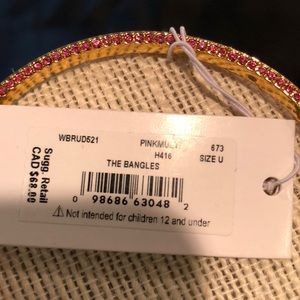 WBRUD521 PINKMULTI 673
H416 SIZE U
THE BANGLES
0 98686 63048 2
⚠ Not intended for children 12 and under
Sugg. Retail
CAD $68.00